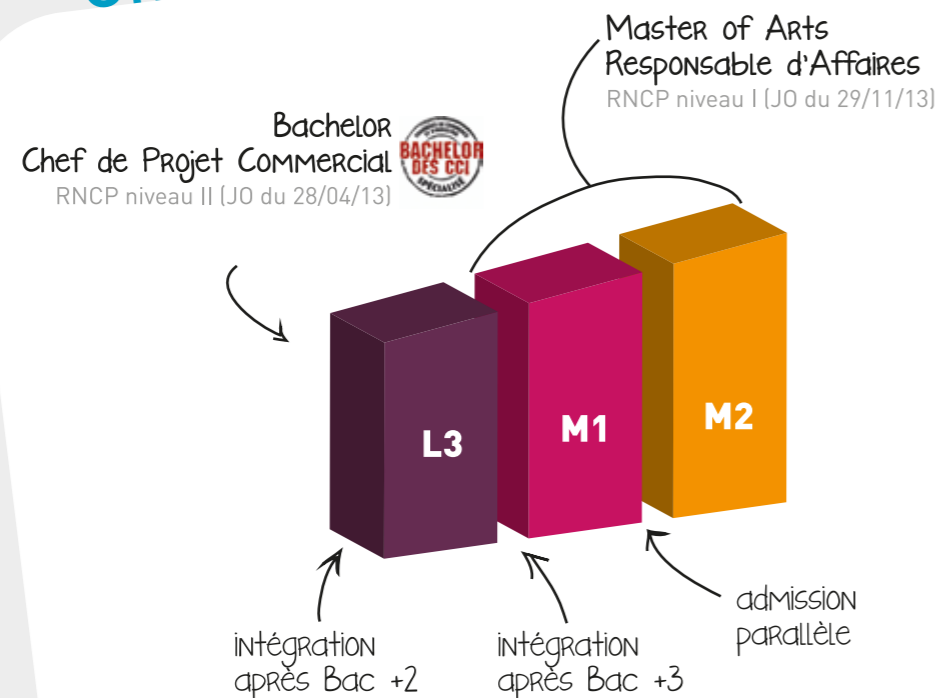 Master of Arts
Responsable d'Affaires
RNCP niveau I (JO du 29/11/13)
Bachelor
Chef de Projet Commercial
RNCP niveau II (JO du 28/04/13)
BACHELOR
DES CCI
SPÉCIALISÉ
L3
M1
M2
intégration
après Bac +2
intégration
après Bac +3
admission
parallèle